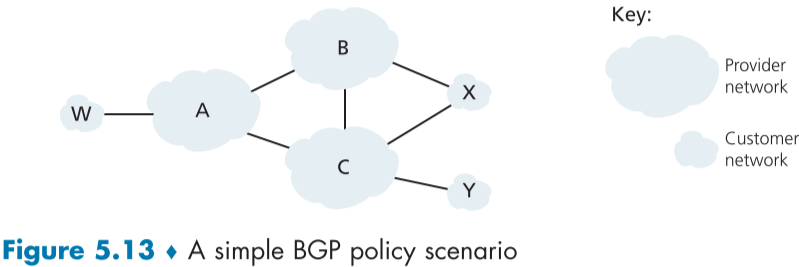 Key:
B
Provider
network
X
W
A
Customer
network
C
Y
Figure 5.13 ♦ A simple BGP policy scenario